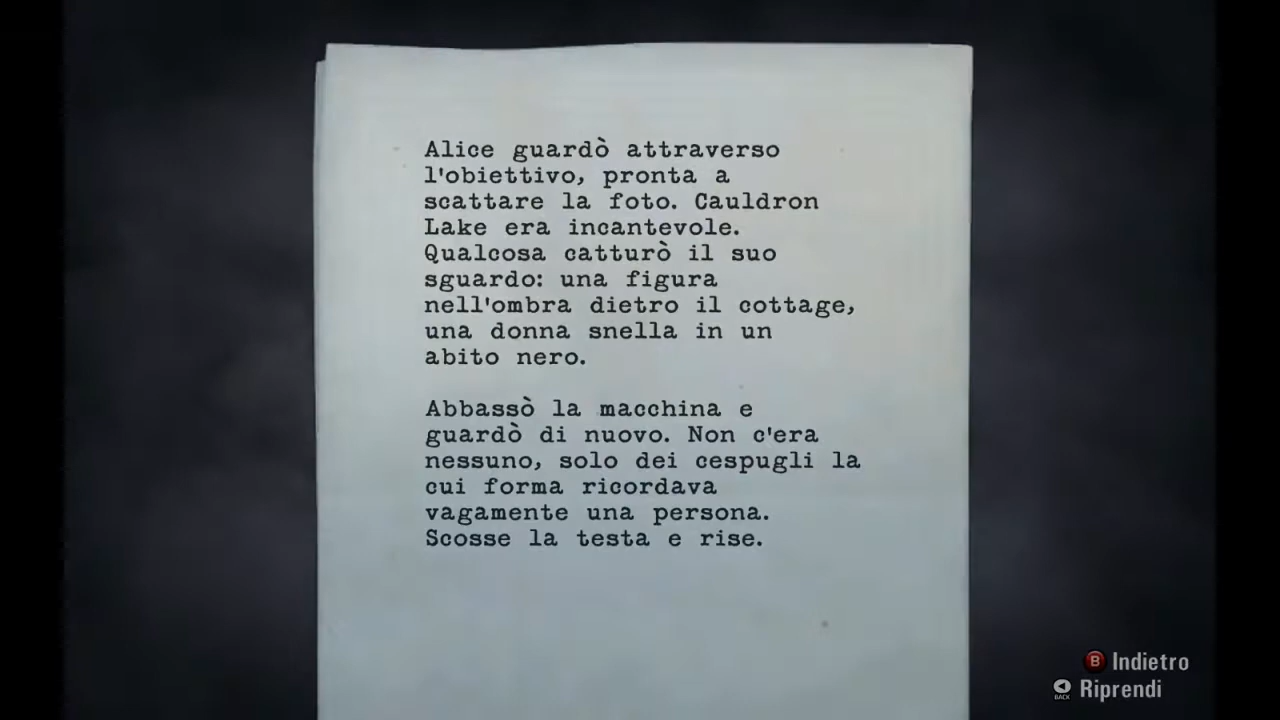 Alice guardò attraverso
l'obiettivo, pronta a
scattare la foto. Cauldron
Lake era incantevole.
Qualcosa catturò il suo
sguardo: una figura
nell'ombra dietro il cottage,
una donna snella in un
abito nero.
Abbassò la macchina e
guardò di nuovo. Non c'era
nessuno, solo dei cespugli la
cui forma ricordava
vagamente una persona.
Scosse la testa e rise.
B Indietro
BACK Riprendi